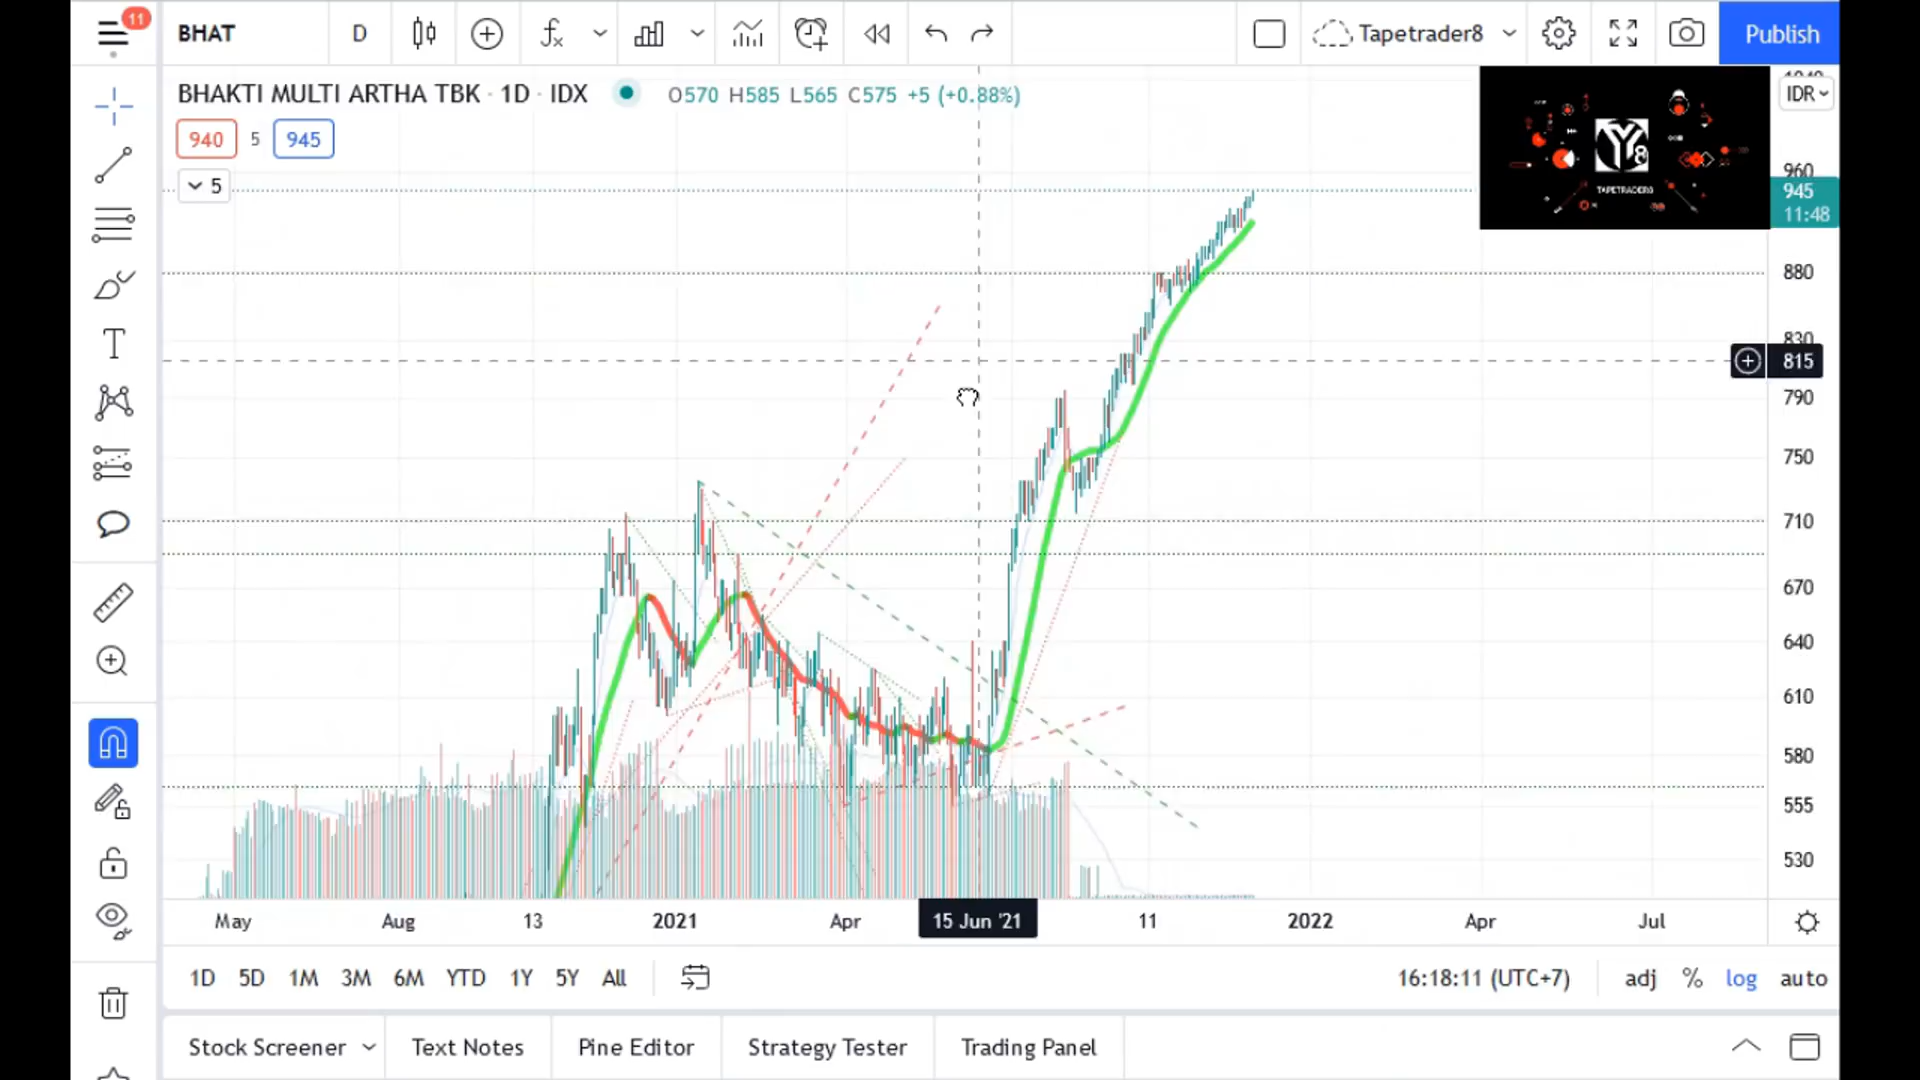 11
BHAT
D
Tapetrader8
Publish
BHAKTI MULTI ARTHA TBK · 1D · IDX
O570 H585 L565 C575 +5 (+0.88%)
940
5
945
5
TAPETRADER8
IDR
960
945
11:48
880
830
815
790
750
710
670
640
610
580
555
530
May
Aug
13
2021
Apr
15 Jun '21
11
2022
Apr
Jul
1D 5D 1M 3M 6M YTD 1Y 5Y All
16:18:11 (UTC+7)
adj % log auto
Stock Screener
Text Notes
Pine Editor
Strategy Tester
Trading Panel